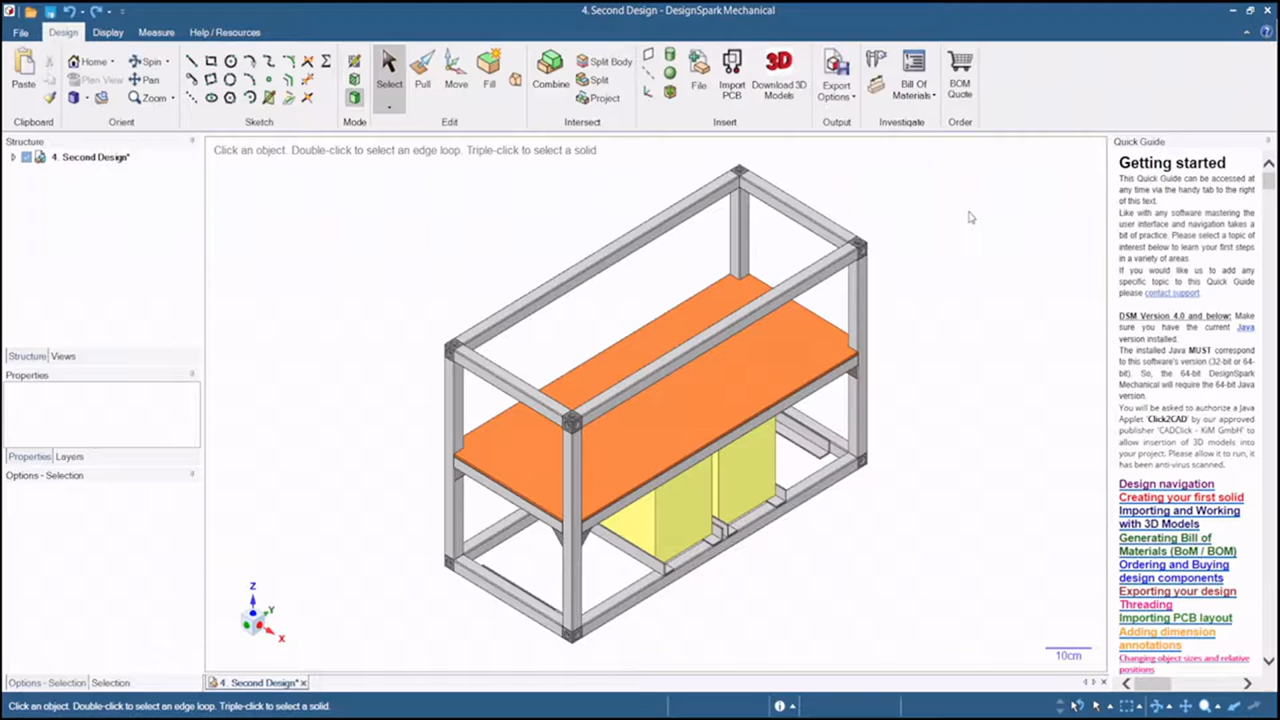 4. Second Design - DesignSpark Mechanical
File Design Display Measure Help / Resources
Paste
Home
Plan View
Spin
Pan
Zoom
Select
Pull
Move
Fill
Combine
Split Body
Split
Project
File
Import PCB
3D
Download 3D Models
Export Options
Bill Of Materials
BOM Quote
Clipboard Orient Sketch Mode Edit Intersect Insert Output Investigate Order
Structure
4. Second Design*
Structure Views
Properties
Properties Layers
Options - Selection
Options - Selection Selection
Click an object. Double-click to select an edge loop. Triple-click to select a solid
Z
Y
X
10cm
4. Second Design*
Quick Guide
Getting started
This Quick Guide can be accessed at
any time via the handy tab to the right
of this text.
Like with any software mastering the
user interface and navigation takes a
bit of practice. Please select a topic of
interest below to learn your first steps
in a variety of areas.
If you would like us to add any
specific topic to this Quick Guide
please contact support.
DSM Version 4.0 and below: Make
sure you have the current Java
version installed.
The installed Java MUST correspond
to this software's version (32-bit or 64-
bit). So, the 64-bit DesignSpark
Mechanical will require the 64-bit Java
version.
You will be asked to authorize a Java
Applet 'Click2CAD' by our approved
publisher 'CADClick - KiM GmbH' to
allow insertion of 3D models into
your project. Please allow it to run, it
has been anti-virus scanned.
Design navigation
Creating your first solid
Importing and Working
with 3D Models
Generating Bill of
Materials (BoM / BOM)
Ordering and Buying
design components
Exporting your design
Threading
Importing PCB layout
Adding dimension
annotations
Changing object sizes and relative
positions
Click an object. Double-click to select an edge loop. Triple-click to select a solid.